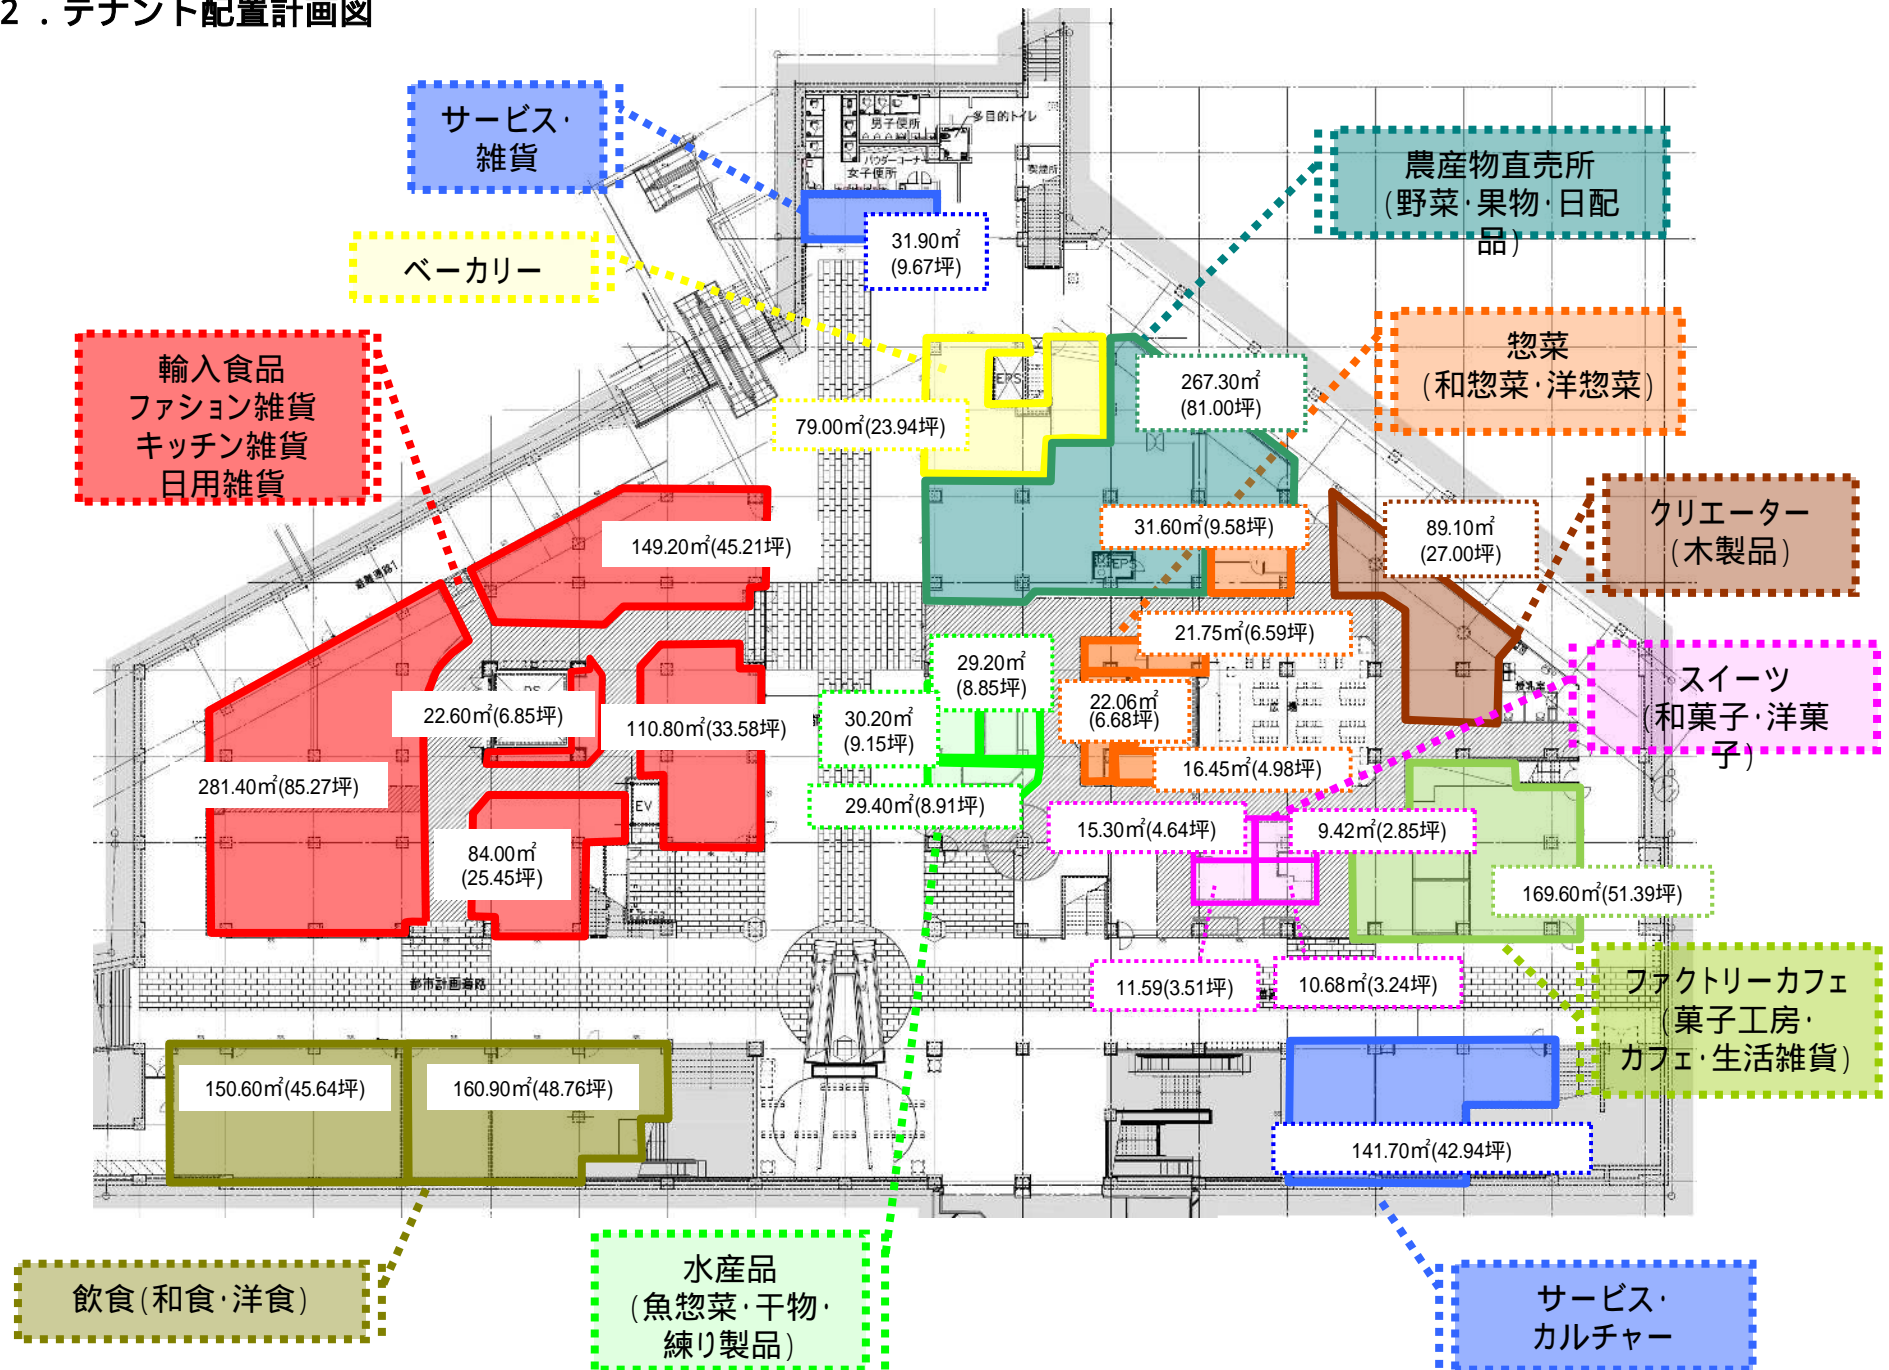 2．テナント配置計画図
サービス・
雑貨
男子便所
多目的トイレ
パウダーコーナー
女子便所
喫煙所
31.90㎡
(9.67坪)
農産物直売所
(野菜・果物・日配
品)
ベーカリー
輸入食品
ファション雑貨
キッチン雑貨
日用雑貨
EPS
267.30㎡
(81.00坪)
惣菜
(和惣菜・洋惣菜)
79.00㎡(23.94坪)
クリエーター
(木製品)
149.20㎡(45.21坪)
31.60㎡(9.58坪)
89.10㎡
(27.00坪)
避難通路1
EPS
21.75㎡(6.59坪)
29.20㎡
(8.85坪)
スイーツ
(和菓子・洋菓
子)
22.60㎡(6.85坪)
110.80㎡(33.58坪)
30.20㎡
(9.15坪)
22.06㎡
(6.68坪)
授乳室
281.40㎡(85.27坪)
16.45㎡(4.98坪)
EV
29.40㎡(8.91坪)
15.30㎡(4.64坪)
9.42㎡(2.85坪)
84.00㎡
(25.45坪)
169.60㎡(51.39坪)
都市計画通路
11.59(3.51坪)
10.68㎡(3.24坪)
ファクトリーカフェ
(菓子工房・
カフェ・生活雑貨)
150.60㎡(45.64坪)
160.90㎡(48.76坪)
141.70㎡(42.94坪)
飲食(和食・洋食)
水産品
(魚惣菜・干物・
練り製品)
サービス・
カルチャー